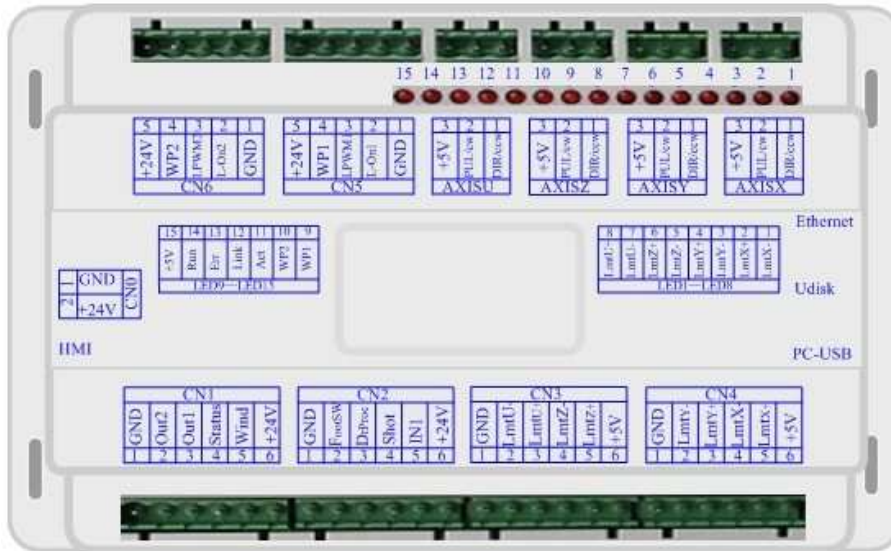 15 14 13 12 11 10 9 8 7 6 5 4 3 2 1
5 4 3 2 1
+24V WP2 LPWM2 L-On2 GND
CN6
5 4 3 2 1
+24V WP1 LPWM1 L-On1 GND
CN5
3 2 1
+5V PUL/cw DIR/ccw
AXISU
3 2 1
+5V PUL/cw DIR/ccw
AXISZ
3 2 1
+5V PUL/cw DIR/ccw
AXISY
3 2 1
+5V PUL/cw DIR/ccw
AXISX
Ethernet
15 14 13 12 11 10 9
+5V Run Err Link Act WP2 WP1
LED9—LED15
8 7 6 5 4 3 2 1
LmtU+ LmtU- LmtZ+ LmtZ- LmtY+ LmtY- LmtX+ LmtX-
LED1—LED8
1 GND
2 +24V
CN0
Udisk
HMI
PC-USB
CN1
GND Out2 Out1 Status Wind +24V
1 2 3 4 5 6
CN2
GND FootSW DrProc Shot IN1 +24V
1 2 3 4 5 6
CN3
GND LmtU- LmtU+ LmtZ- LmtZ+ +5V
1 2 3 4 5 6
CN4
GND LmtY- LmtY+ LmtX- Lmtx+ +5V
1 2 3 4 5 6